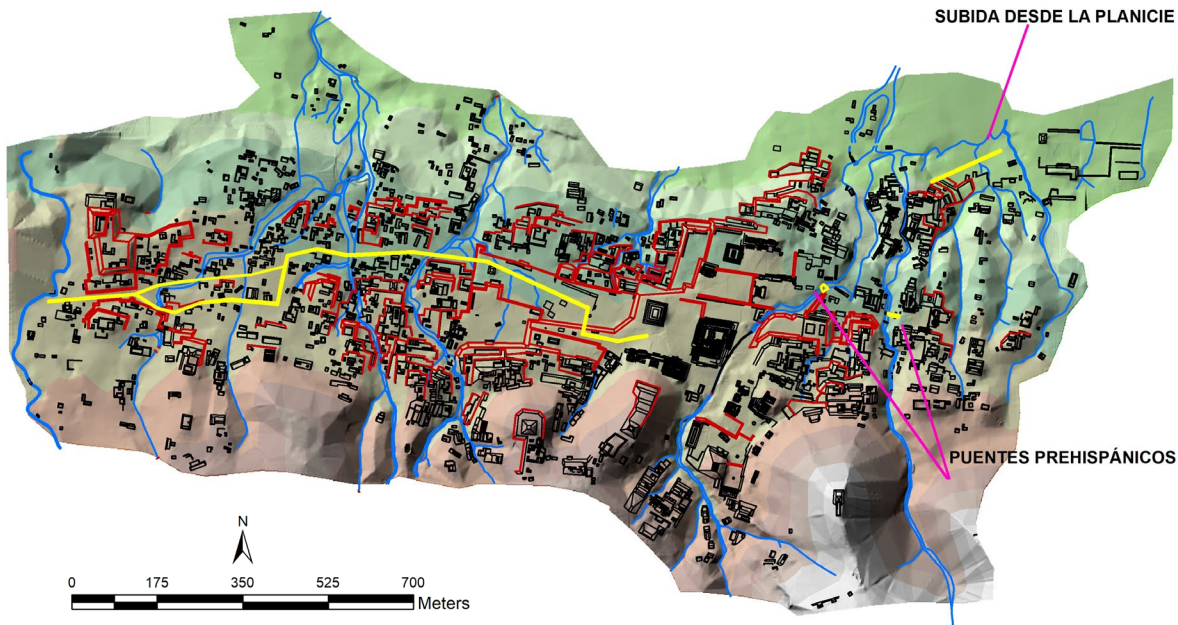 SUBIDA DESDE LA PLANICIE
PUENTES PREHISPÁNICOS
N
0 175 350 525 700
Meters